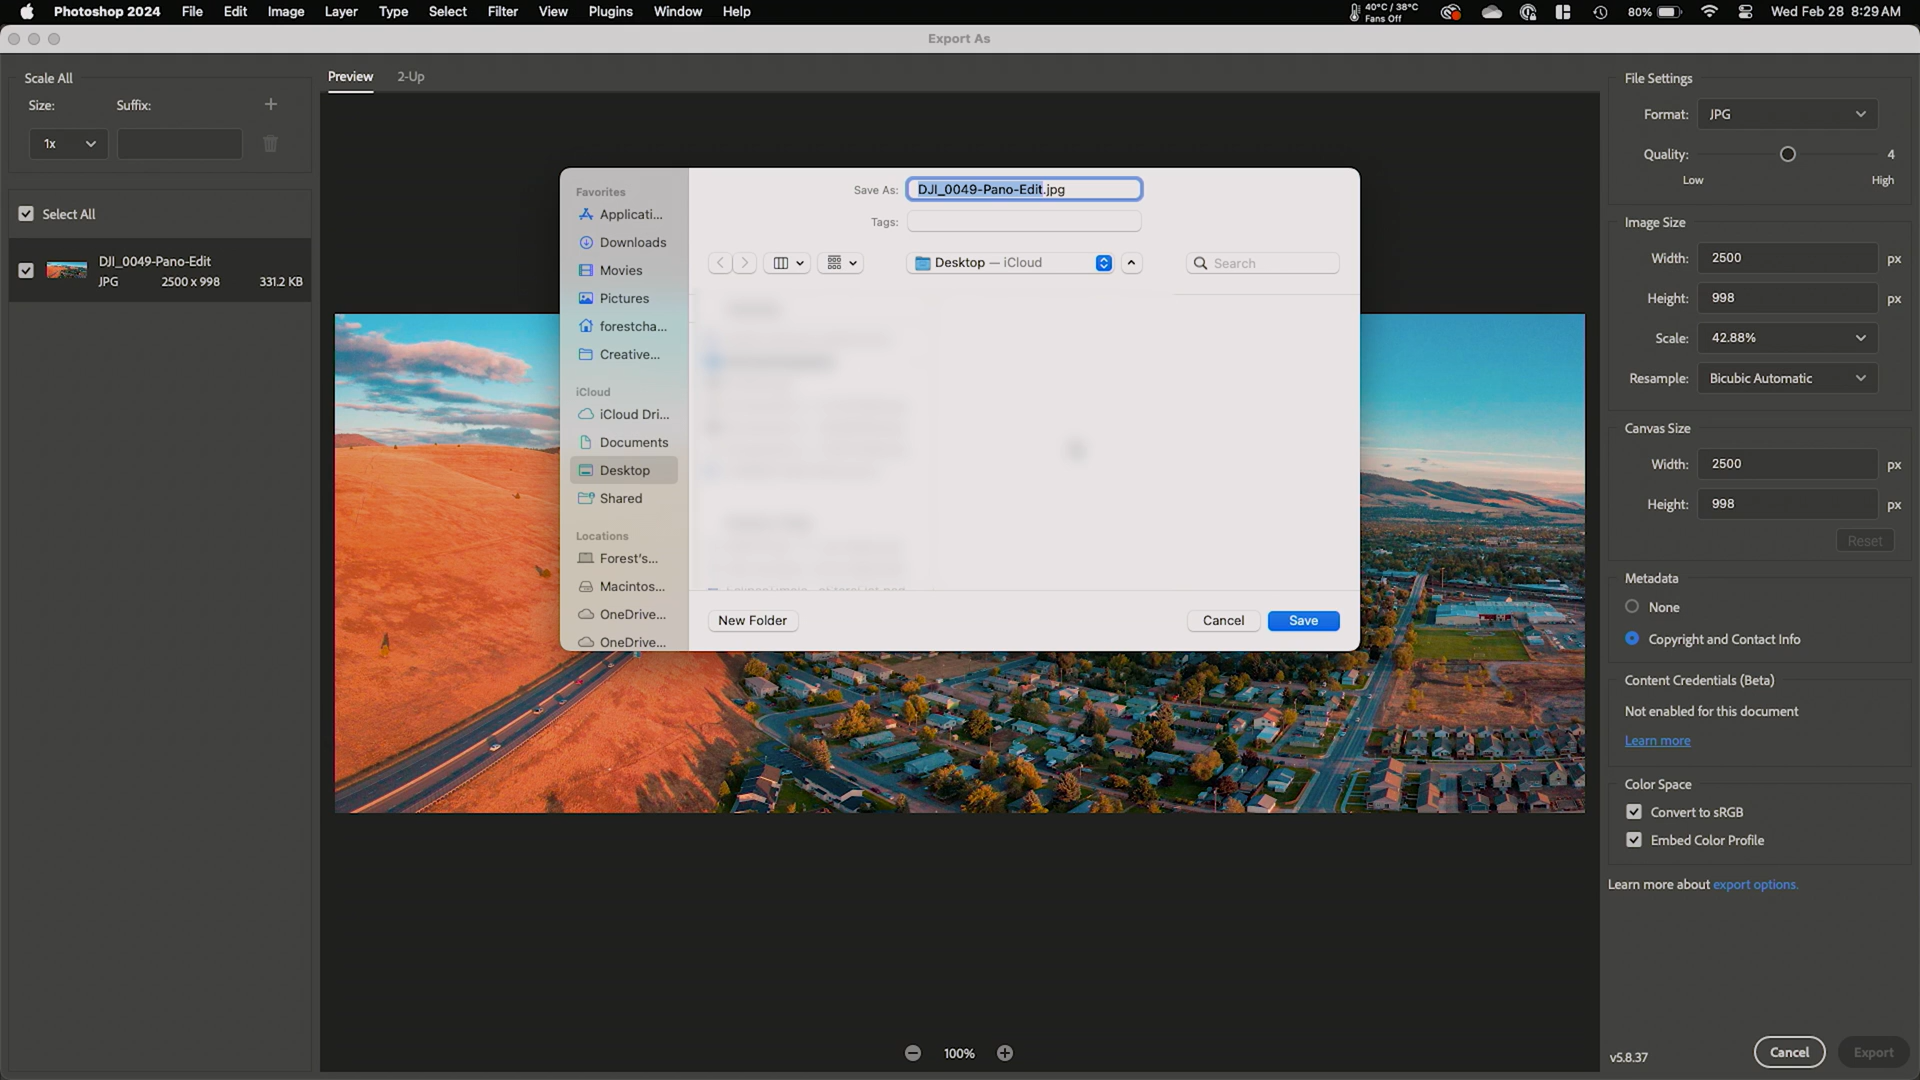 Photoshop 2024 File Edit Image Layer Type Select Filter View Plugins Window Help 40°C / 38°C Fans Off 80% Wed Feb 28 8:29 AM
Export As
Scale All
Size: Suffix:
1x
Select All
DJI_0049-Pano-Edit
JPG 2500 x 998 331.2 KB
Preview 2-Up
Favorites
Applicati...
Downloads
Movies
Pictures
forestcha...
Creative...
iCloud
iCloud Dri...
Documents
Desktop
Shared
Locations
Forest's...
Macintos...
OneDrive...
OneDrive...
Save As: DJI_0049-Pano-Edit.jpg
Tags:
Desktop — iCloud
Search
New Folder Cancel Save
100%
File Settings
Format: JPG
Quality: 4
Low High
Image Size
Width: 2500 px
Height: 998 px
Scale: 42.88%
Resample: Bicubic Automatic
Canvas Size
Width: 2500 px
Height: 998 px
Reset
Metadata
None
Copyright and Contact Info
Content Credentials (Beta)
Not enabled for this document
Learn more
Color Space
Convert to sRGB
Embed Color Profile
Learn more about export options.
v5.8.37 Cancel Export